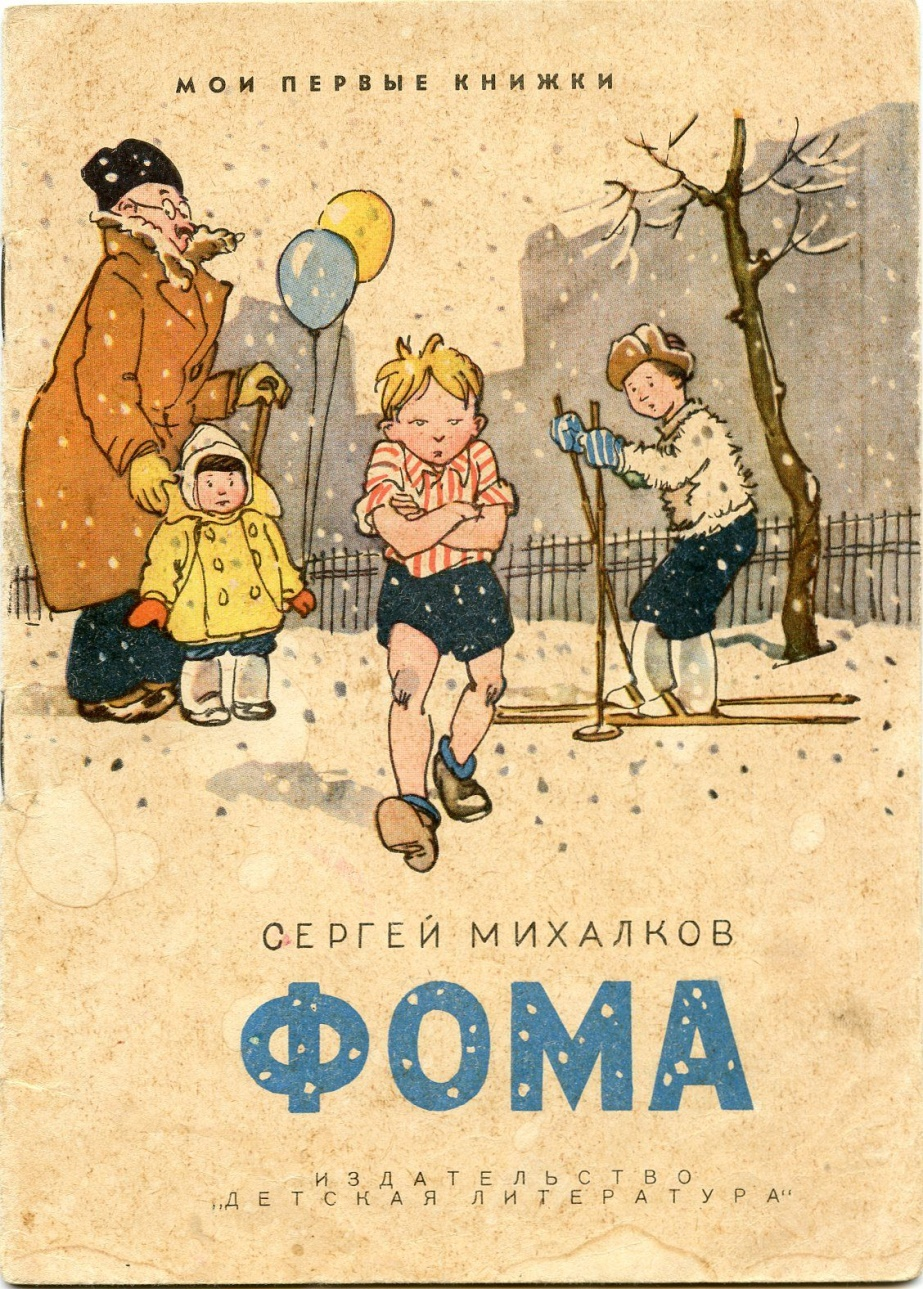 МОИ ПЕРВЫЕ КНИЖКИ
СЕРГЕЙ МИХАЛКОВ
ФОМА
ИЗДАТЕЛЬСТВО
„ДЕТСКАЯ ЛИТЕРАТУРА“